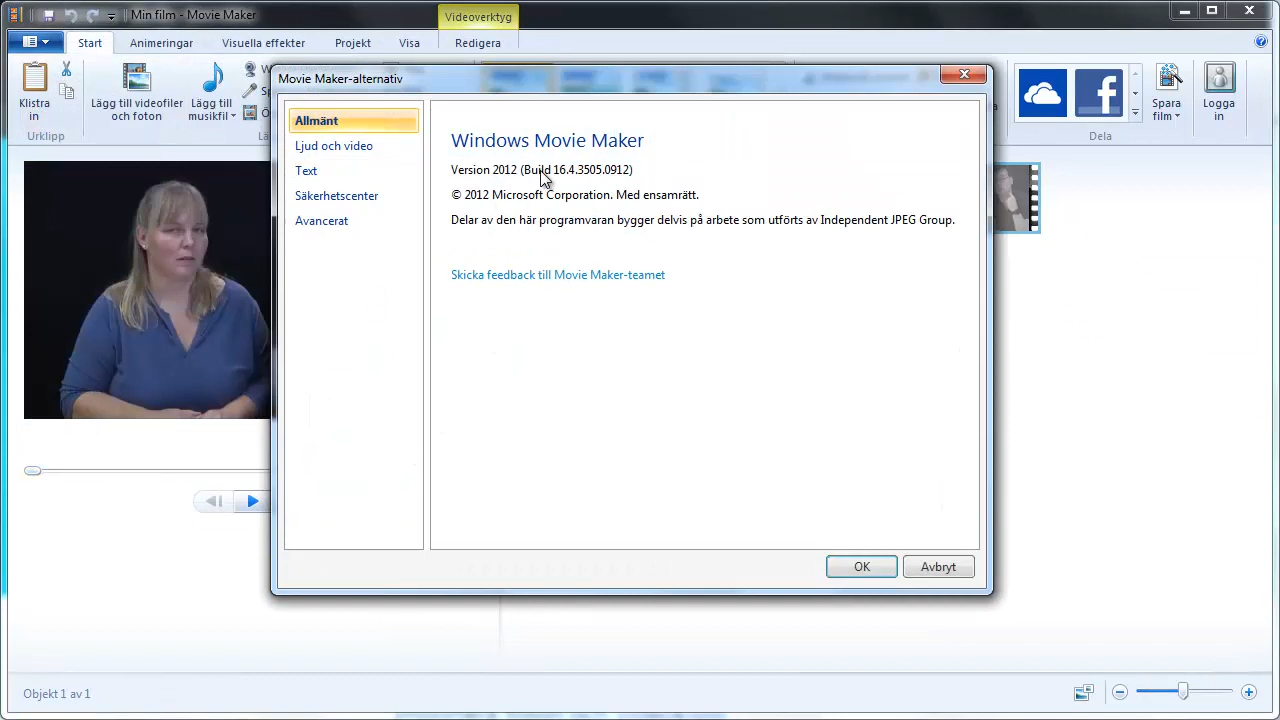 Min film - Movie Maker
Videoverktyg
Start
Animeringar
Visuella effekter
Projekt
Visa
Redigera
Klistra in
Urklipp
Lägg till videofiler och foton
Lägg till musikfil
Spara film
Logga in
Dela
Movie Maker-alternativ
Allmänt
Ljud och video
Text
Säkerhetscenter
Avancerat
Windows Movie Maker
Version 2012 (Build 16.4.3505.0912)
© 2012 Microsoft Corporation. Med ensamrätt.
Delar av den här programvaran bygger delvis på arbete som utförts av Independent JPEG Group.
Skicka feedback till Movie Maker-teamet
OK
Avbryt
Objekt 1 av 1